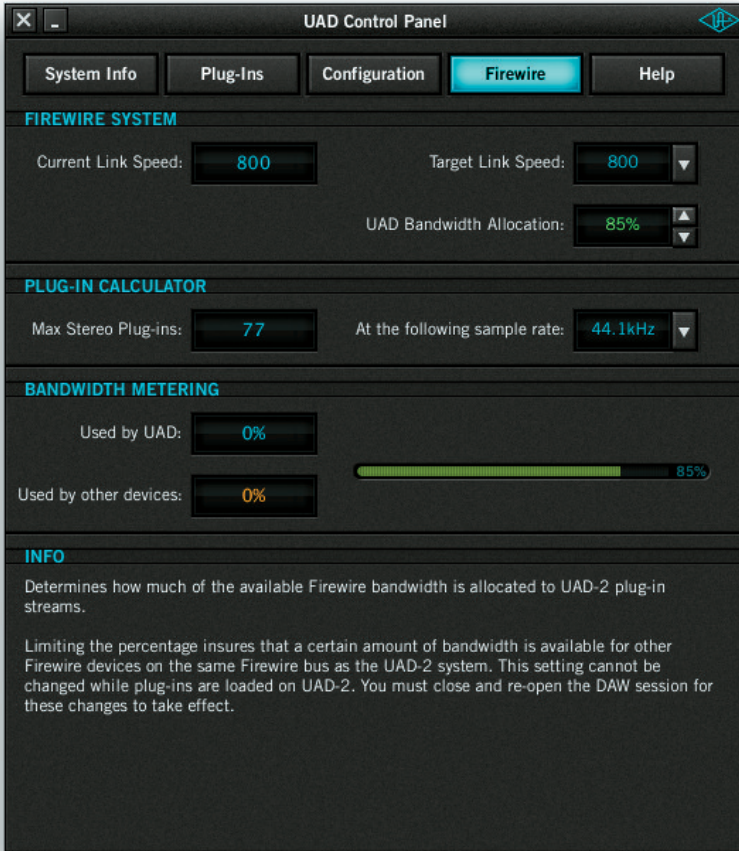 UAD Control Panel
System Info Plug-Ins Configuration Firewire Help
FIREWIRE SYSTEM
Current Link Speed: 800 Target Link Speed: 800
UAD Bandwidth Allocation: 85%
PLUG-IN CALCULATOR
Max Stereo Plug-ins: 77 At the following sample rate: 44.1kHz
BANDWIDTH METERING
Used by UAD: 0%
85%
Used by other devices: 0%
INFO
Determines how much of the available Firewire bandwidth is allocated to UAD-2 plug-in
streams.
Limiting the percentage insures that a certain amount of bandwidth is available for other
Firewire devices on the same Firewire bus as the UAD-2 system. This setting cannot be
changed while plug-ins are loaded on UAD-2. You must close and re-open the DAW session for
these changes to take effect.